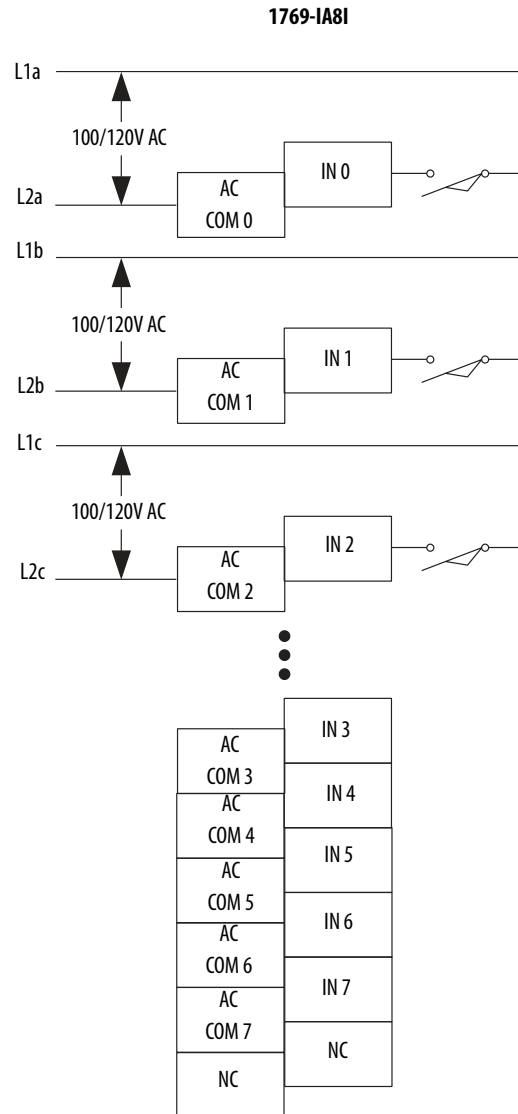 1769-IA8I
L1a
100/120V AC
IN 0
L2a
AC
COM 0
L1b
100/120V AC
IN 1
L2b
AC
COM 1
L1c
100/120V AC
IN 2
L2c
AC
COM 2
IN 3
AC
COM 3
IN 4
AC
COM 4
IN 5
AC
COM 5
IN 6
AC
COM 6
IN 7
AC
COM 7
NC
NC